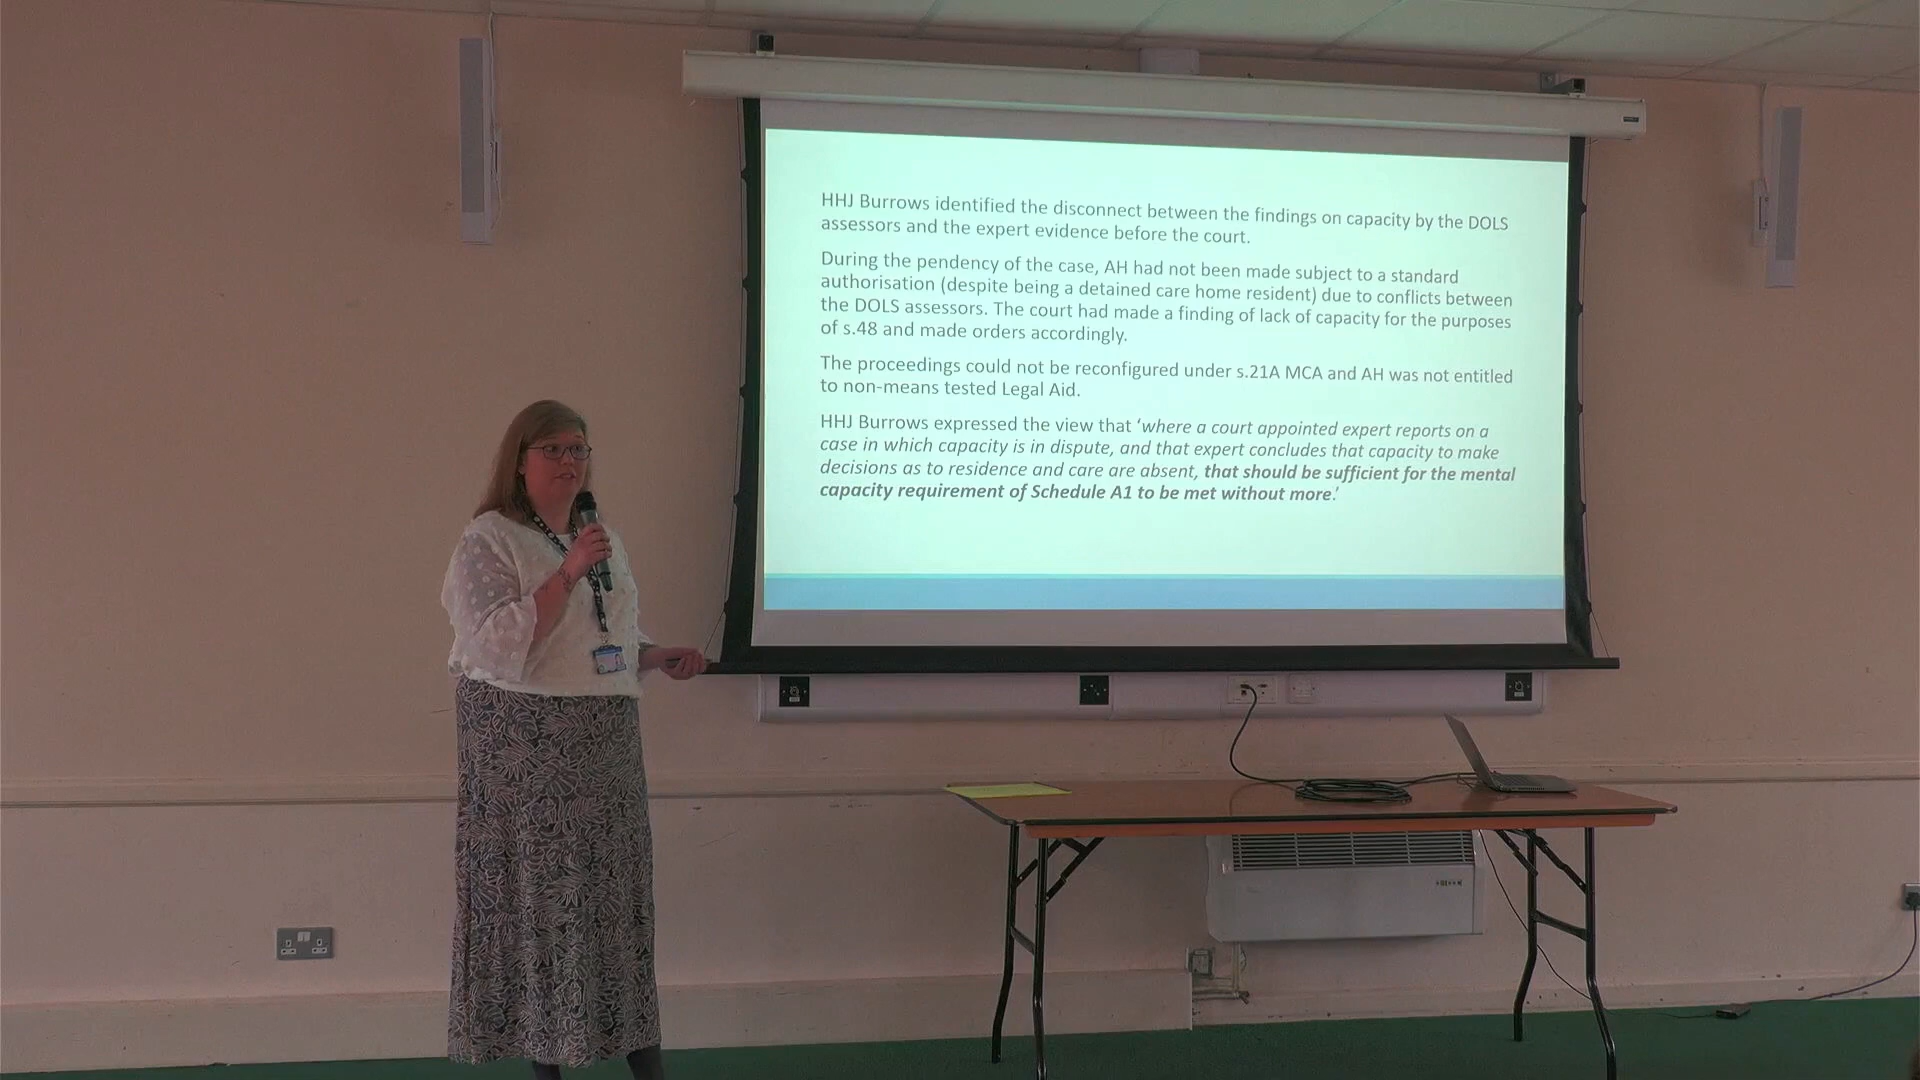 HHJ Burrows identified the disconnect between the findings on capacity by the DOLS
assessors and the expert evidence before the court.
During the pendency of the case, AH had not been made subject to a standard
authorisation (despite being a detained care home resident) due to conflicts between
the DOLS assessors. The court had made a finding of lack of capacity for the purposes
of s.48 and made orders accordingly.
The proceedings could not be reconfigured under s.21A MCA and AH was not entitled
to non-means tested Legal Aid.
HHJ Burrows expressed the view that ‘where a court appointed expert reports on a
case in which capacity is in dispute, and that expert concludes that capacity to make
decisions as to residence and care are absent, that should be sufficient for the mental
capacity requirement of Schedule A1 to be met without more.’